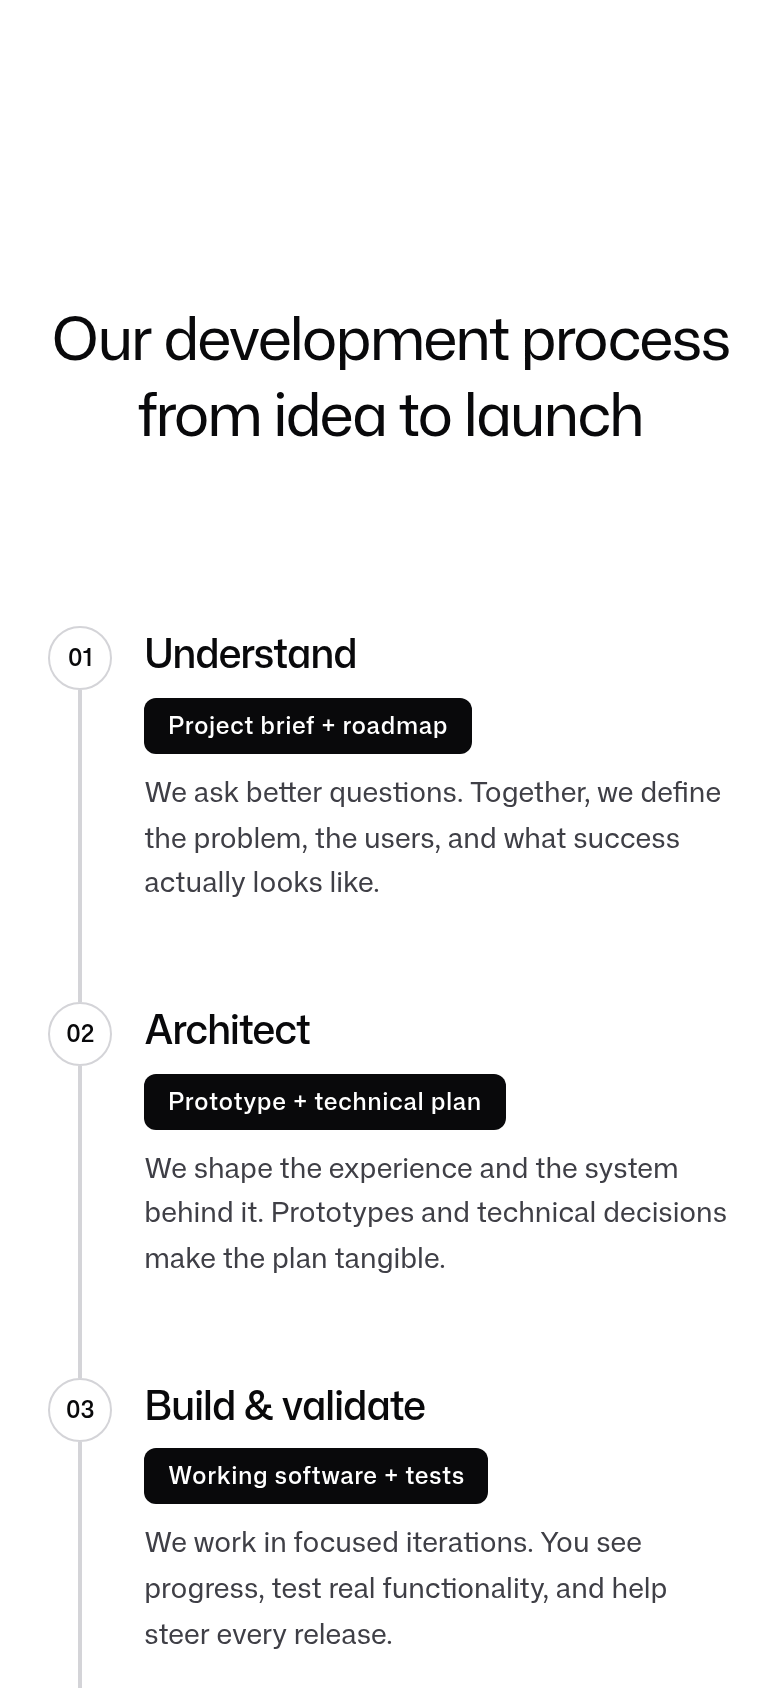 Our development process
from idea to launch
01
Understand
Project brief + roadmap
We ask better questions. Together, we define
the problem, the users, and what success
actually looks like.
02
Architect
Prototype + technical plan
We shape the experience and the system
behind it. Prototypes and technical decisions
make the plan tangible.
03
Build & validate
Working software + tests
We work in focused iterations. You see
progress, test real functionality, and help
steer every release.